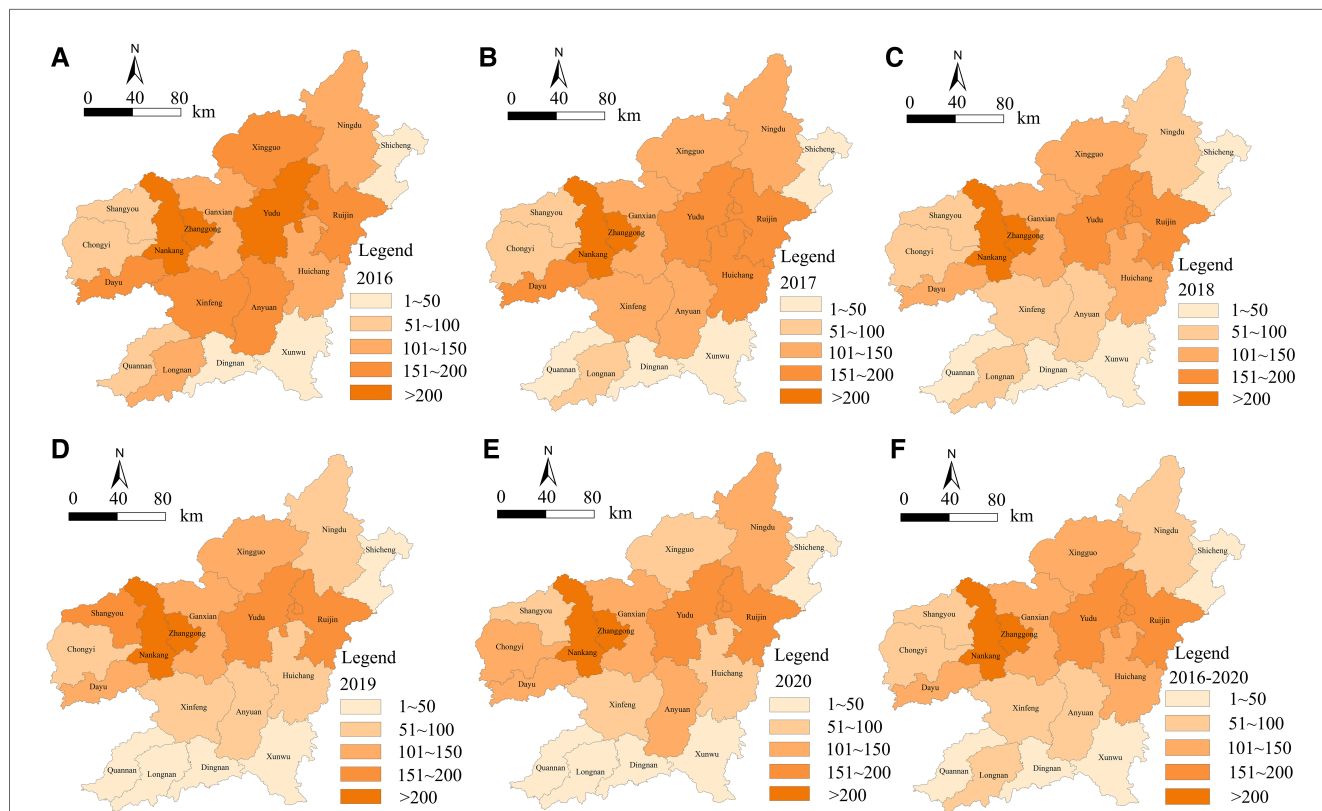 A
N
0 40 80
km
Ningdu
Shicheng
Xingguo
Shangyou
Ganxian
Yudu
Ruijin
Zhanggong
Chongyi
Nankang
Huichang
Dayu
Xinfeng
Anyuan
Quannan
Longnan
Dingnan
Xunwu
Legend
2016
1~50
51~100
101~150
151~200
>200
B
N
0 40 80
km
Ningdu
Shicheng
Xingguo
Shangyou
Ganxian
Yudu
Ruijin
Zhanggong
Chongyi
Nankang
Huichang
Dayu
Xinfeng
Anyuan
Quannan
Longnan
Dingnan
Xunwu
Legend
2017
1~50
51~100
101~150
151~200
>200
C
N
0 40 80
km
Ningdu
Shicheng
Xingguo
Shangyou
Ganxian
Yudu
Ruijin
Zhanggong
Chongyi
Nankang
Huichang
Dayu
Xinfeng
Anyuan
Quannan
Longnan
Dingnan
Xunwu
Legend
2018
1~50
51~100
101~150
151~200
>200
D
N
0 40 80
km
Ningdu
Shicheng
Xingguo
Shangyou
Ganxian
Yudu
Ruijin
Zhanggong
Chongyi
Nankang
Huichang
Dayu
Xinfeng
Anyuan
Quannan
Longnan
Dingnan
Xunwu
Legend
2019
1~50
51~100
101~150
151~200
>200
E
N
0 40 80
km
Ningdu
Shicheng
Xingguo
Shangyou
Ganxian
Yudu
Ruijin
Zhanggong
Chongyi
Nankang
Huichang
Dayu
Xinfeng
Anyuan
Quannan
Longnan
Dingnan
Xunwu
Legend
2020
1~50
51~100
101~150
151~200
>200
F
N
0 40 80
km
Ningdu
Shicheng
Xingguo
Shangyou
Ganxian
Yudu
Ruijin
Zhanggong
Chongyi
Nankang
Huichang
Dayu
Xinfeng
Anyuan
Quannan
Longnan
Dingnan
Xunwu
Legend
2016-2020
1~50
51~100
101~150
151~200
>200